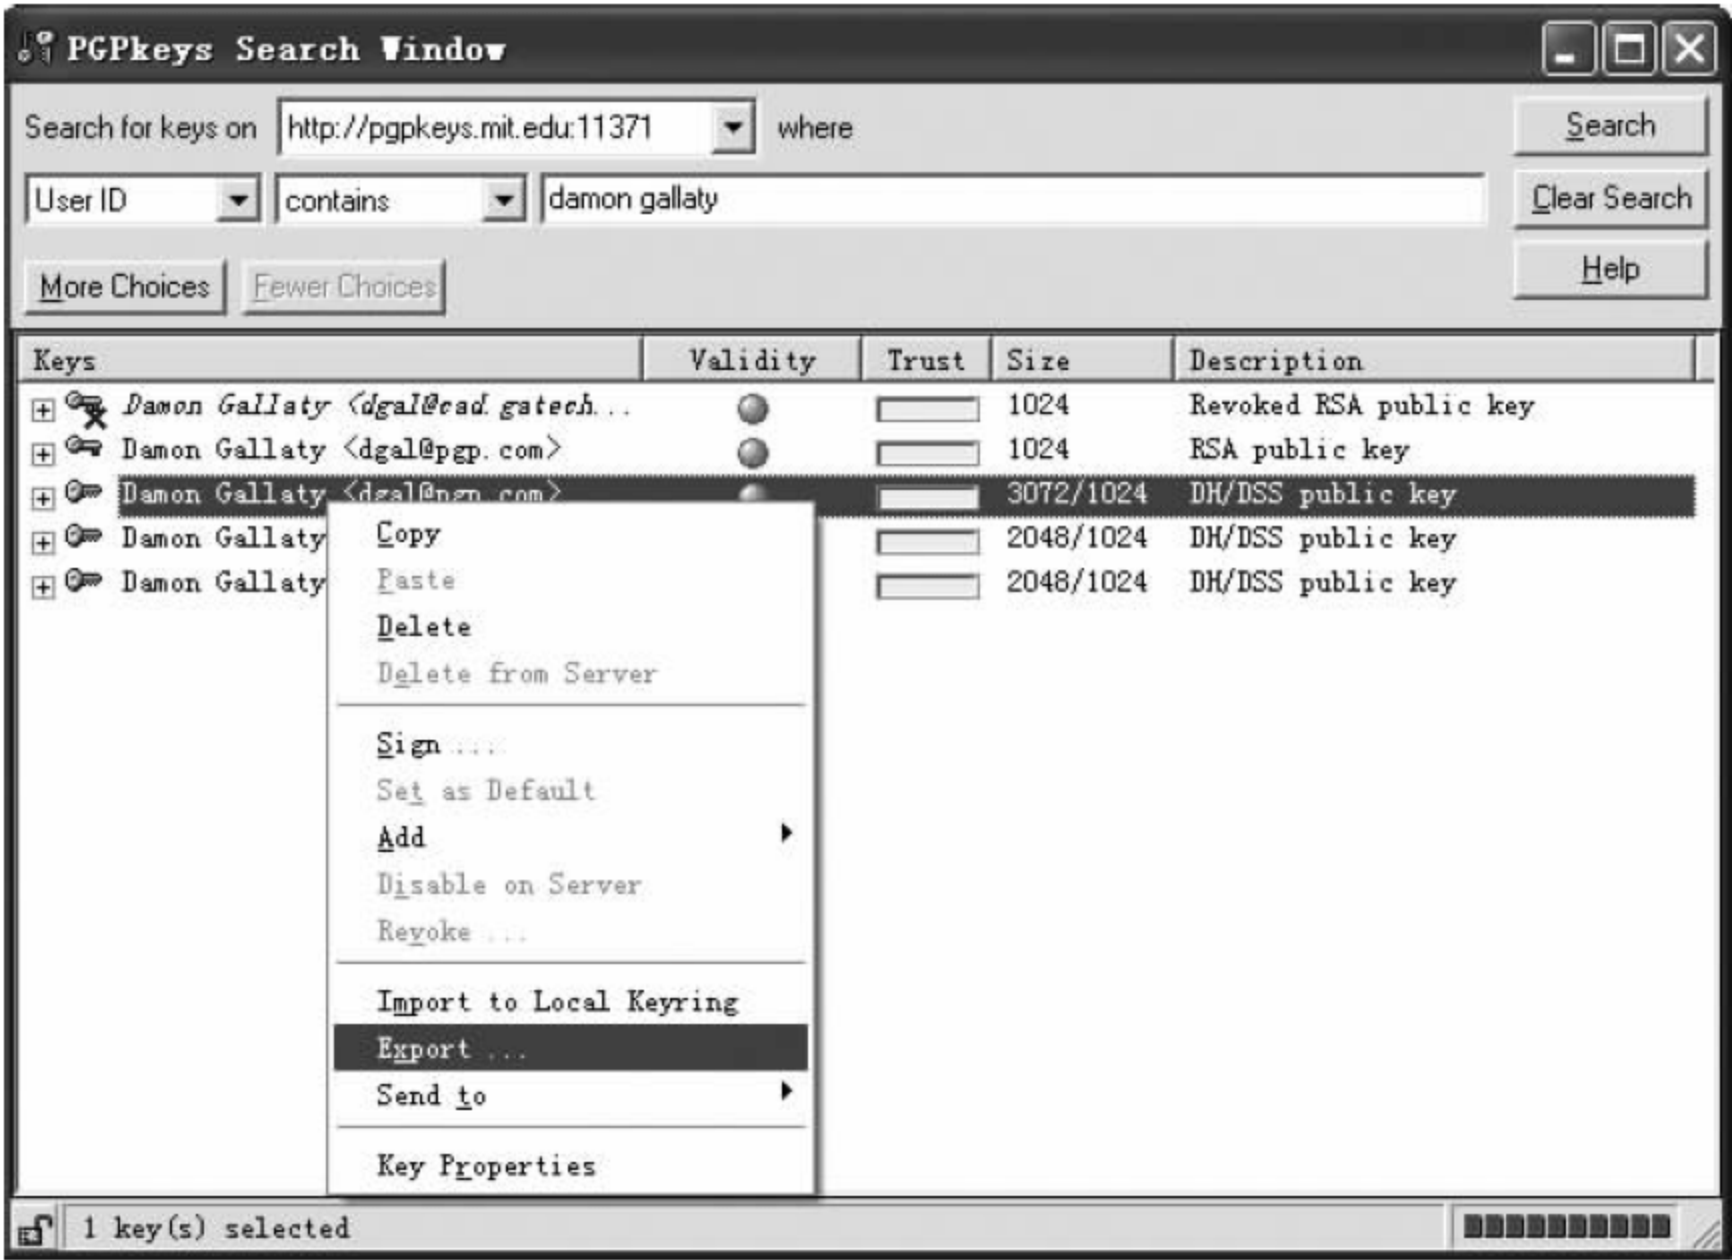 PGPkeys Search Window
Search for keys on http://pgpkeys.mit.edu:11371 where Search
User ID contains damon gallaty Clear Search
More Choices Fewer Choices Help
Keys Validity Trust Size Description
Damon Gallaty <dgal@cad.gatech... 1024 Revoked RSA public key
Damon Gallaty <dgal@pgp.com> 1024 RSA public key
Damon Gallaty <dgal@pgp.com> 3072/1024 DH/DSS public key
Damon Gallaty 2048/1024 DH/DSS public key
Damon Gallaty 2048/1024 DH/DSS public key
Copy
Paste
Delete
Delete from Server
Sign ...
Set as Default
Add
Disable on Server
Revoke ...
Import to Local Keyring
Export ...
Send to
Key Properties
1 key(s) selected